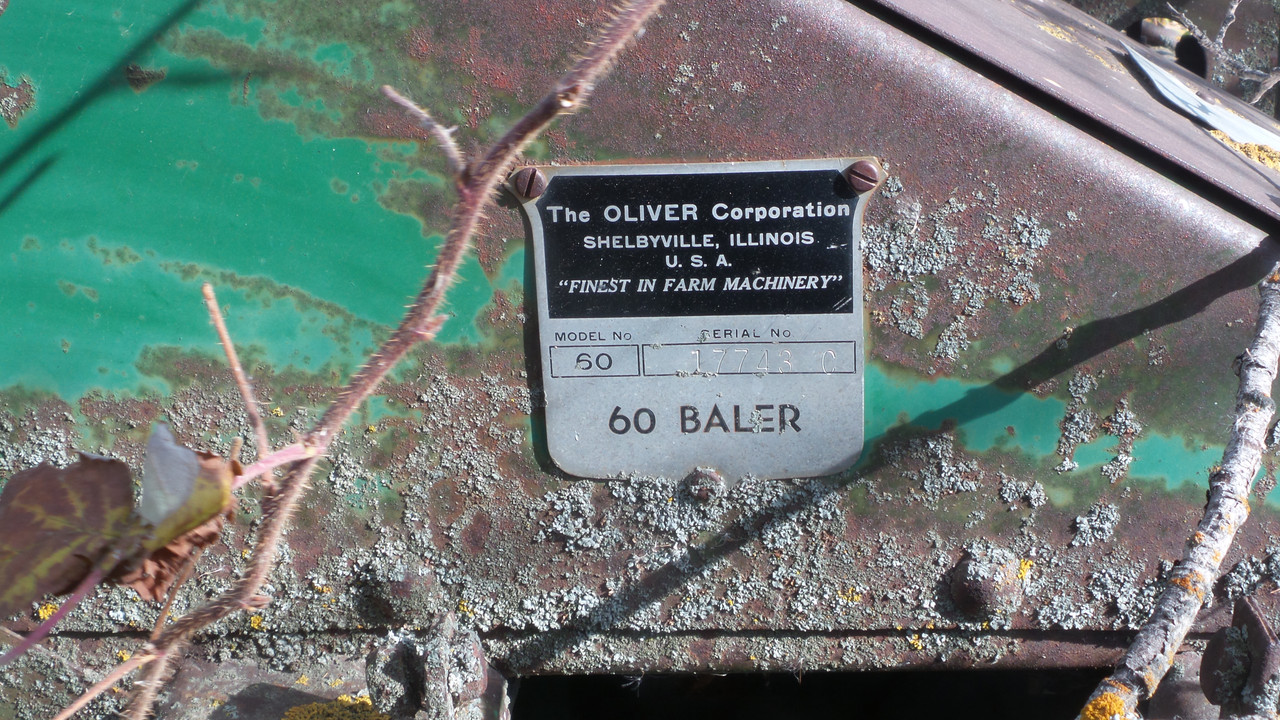 The OLIVER Corporation
SHELBYVILLE, ILLINOIS
U. S. A.
"FINEST IN FARM MACHINERY"
MODEL No SERIAL No
60 17743 C
60 BALER